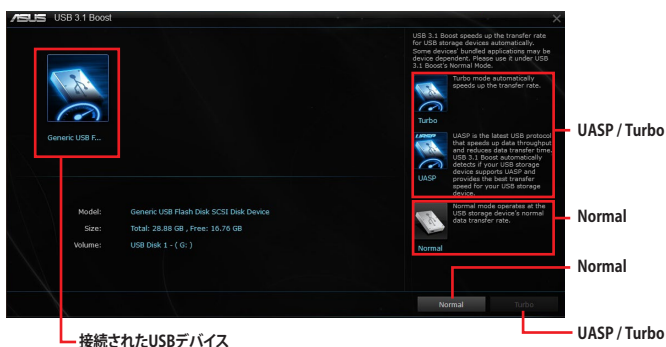 ASUS USB 3.1 Boost
Generic USB F...
USB 3.1 Boost speeds up the transfer rate
for USB storage devices automatically.
Some devices' bundled applications may be
device dependent. Please use it under USB
3.1 Boost's Normal Mode.
Turbo mode automatically
speeds up the transfer rate.
Turbo
UASP
UASP is the latest USB protocol
that speeds up data throughput
and reduces data transfer time.
USB 3.1 Boost automatically
detects if your USB storage
device supports UASP and
provides the best transfer
speed for your USB storage
device.
UASP
Normal mode operates at the
USB storage device's normal
data transfer rate.
Normal
Model: Generic USB Flash Disk SCSI Disk Device
Size: Total: 28.88 GB , Free: 16.76 GB
Volume: USB Disk 1 - ( G: )
Normal
Turbo
UASP / Turbo
Normal
Normal
UASP / Turbo
接続されたUSBデバイス